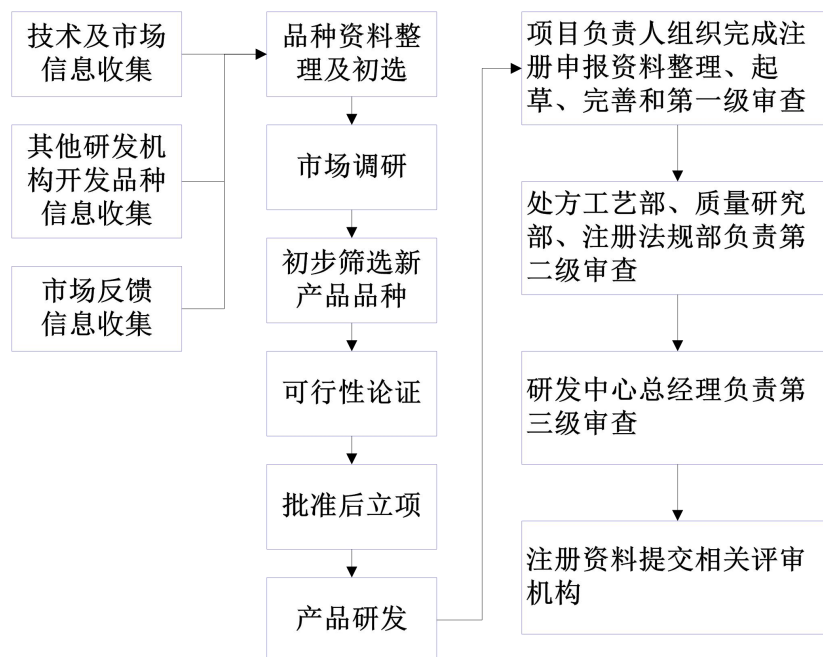 技术及市场
信息收集
其他研发机
构开发品种
信息收集
市场反馈
信息收集
品种资料整
理及初选
市场调研
初步筛选新
产品品种
可行性论证
批准后立项
产品研发
项目负责人组织完成注
册申报资料整理、起
草、完善和第一级审查
处方工艺部、质量研究
部、注册法规部负责第
二级审查
研发中心总经理负责第
三级审查
注册资料提交相关评审
机构